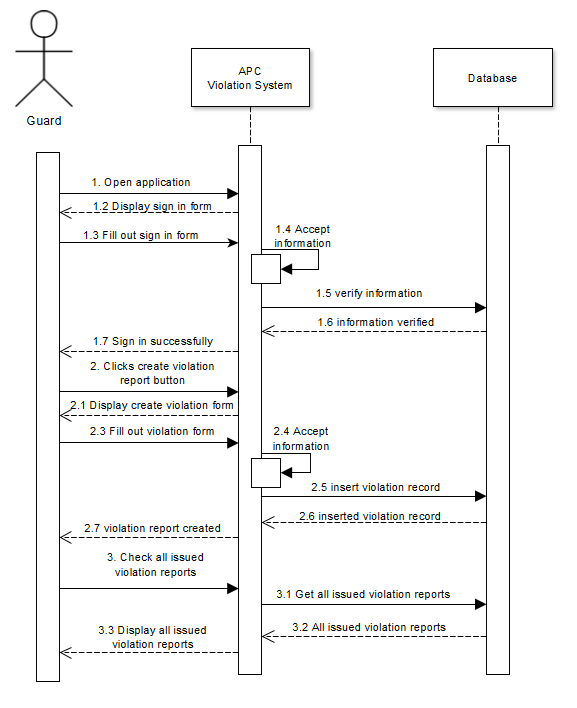 APC
Violation System
Database
Guard
1. Open application
1.2 Display sign in form
1.3 Fill out sign in form
1.4 Accept
information
1.5 verify information
1.6 information verified
1.7 Sign in successfully
2. Clicks create violation
report button
2.1 Display create violation form
2.3 Fill out violation form
2.4 Accept
information
2.5 insert violation record
2.6 inserted violation record
2.7 violation report created
3. Check all issued
violation reports
3.1 Get all issued violation reports
3.2 All issued violation reports
3.3 Display all issued
violation reports